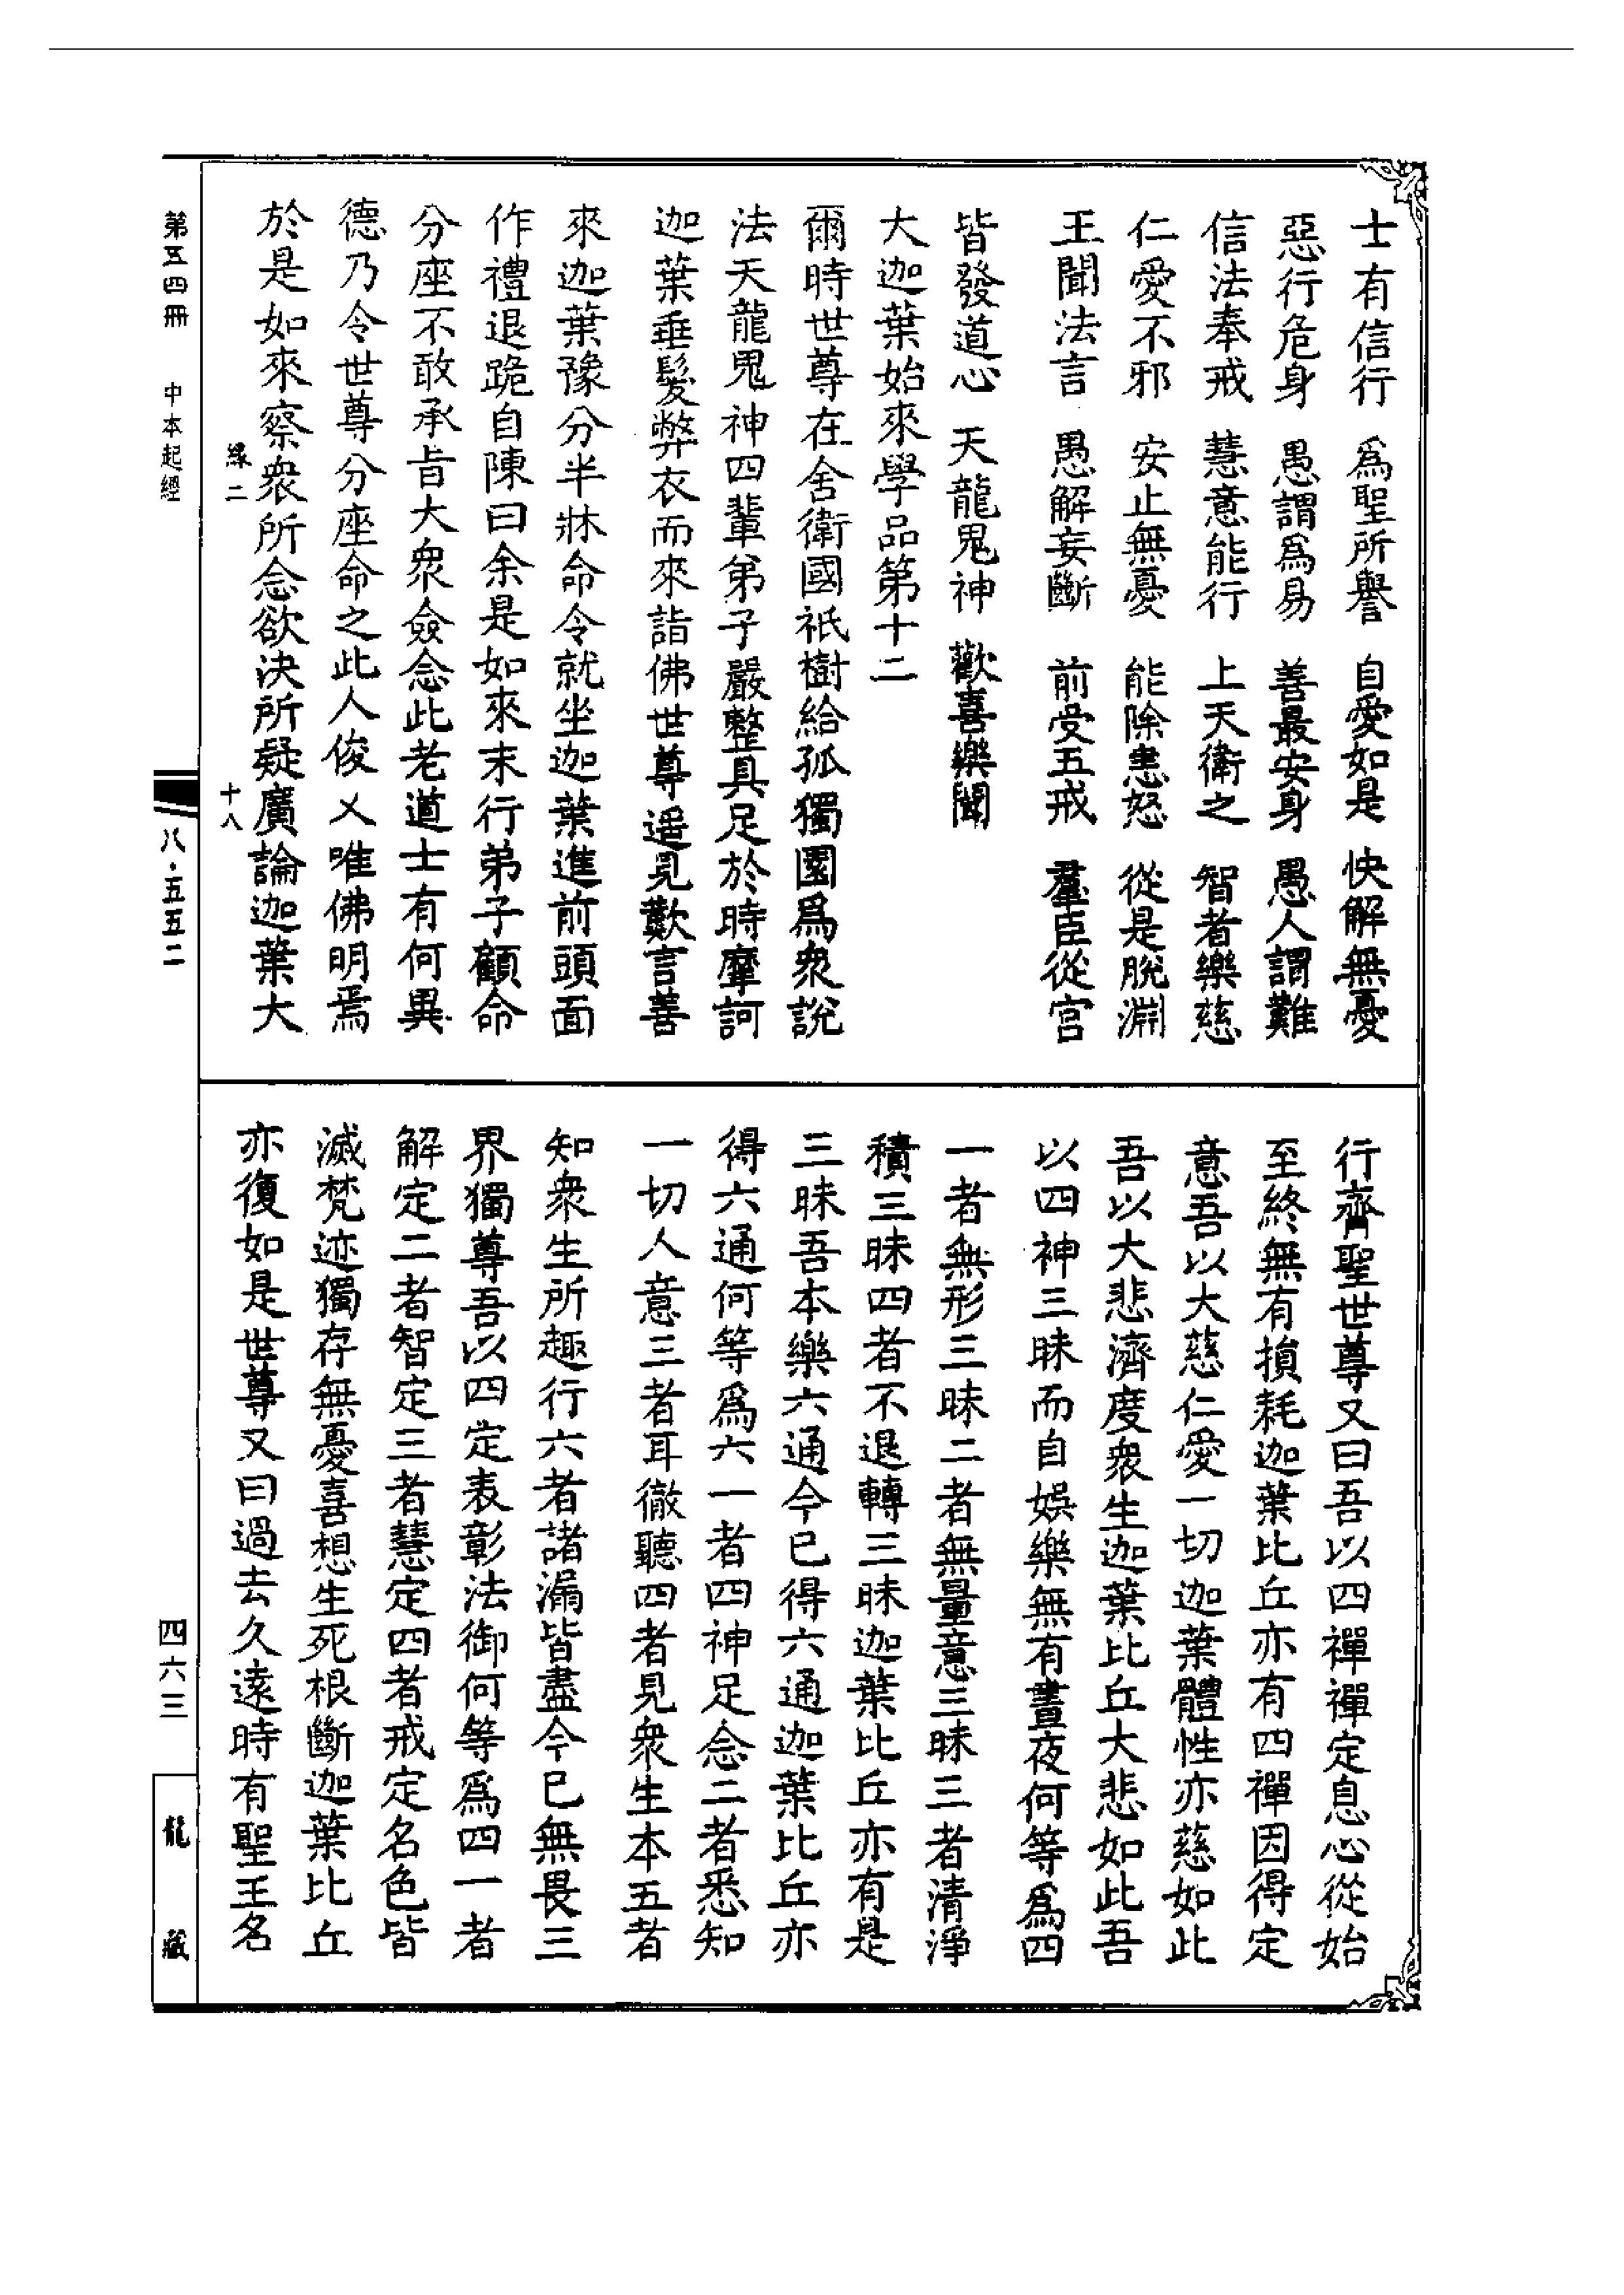 士有信行　爲聖所譽　自愛如是　快解無憂
惡行危身　愚謂爲易　善最安身　愚人謂難
信法奉戒　慧意能行　上天衛之　智者樂慈
仁愛不邪　安止無憂　能除恚怒　從是脫淵
王聞法言　愚解妄斷　前受五戒　羣臣從宮
皆發道心　天龍鬼神　歡喜樂聞
大迦葉始來學品第十二
爾時世尊在舍衛國祇樹給孤獨園爲衆說
法天龍鬼神四輩弟子嚴整具足於時摩訶
迦葉垂髮弊衣而來詣佛世尊遥見歎言善
來迦葉豫分半牀命令就坐迦葉進前頭面
作禮退跪自陳曰余是如來末行弟子顧命
分座不敢承旨大衆僉念此老道士有何異
德乃令世尊分座命之此人俊乂唯佛明焉
於是如來察衆所念欲決所疑廣論迦葉大
緣二　十八
行齊聖世尊又曰吾以四禪禪定息心從始
至終無有損耗迦葉比丘亦有四禪因得定
意吾以大慈仁愛一切迦葉體性亦慈如此
吾以大悲濟度衆生迦葉比丘大悲如此吾
以四神三昧而自娛樂無有晝夜何等爲四
一者無形三昧二者無量意三昧三者清淨
積三昧四者不退轉三昧迦葉比丘亦有是
三昧吾本樂六通今已得六通迦葉比丘亦
得六通何等爲六一者四神足念二者悉知
一切人意三者耳徹聽四者見衆生本五者
知衆生所趣行六者諸漏皆盡今已無畏三
界獨尊吾以四定表彰法御何等爲四一者
解定二者智定三者慧定四者戒定名色皆
滅梵迹獨存無憂喜想生死根斷迦葉比丘
亦復如是世尊又曰過去久遠時有聖王名
第五四冊　中本起經　八·五五二　四六三　龍藏